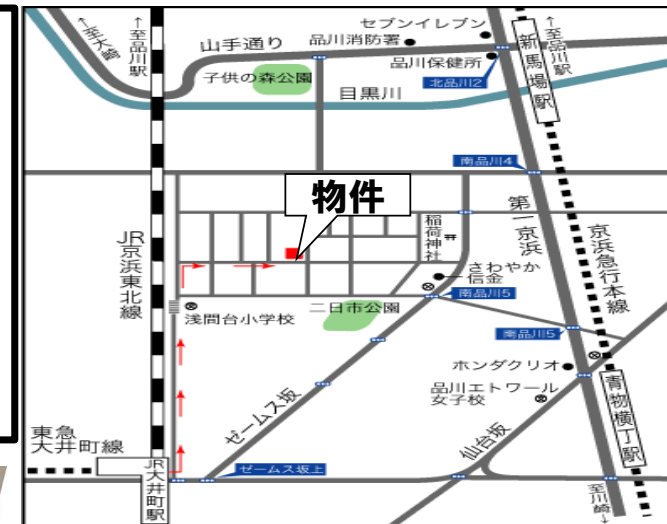 ↑至大崎
↑至品川駅
山手通り
品川消防署
セブンイレブン
品川保健所
新馬場駅
↑至品川駅
子供の森公園
目黒川
北品川2
南品川4
物件
稲荷神社
第一京浜
京浜急行本線
JR京浜東北線
さわやか
信金
南品川5
二日市公園
浅間台小学校
南品川5
ホンダクリオ
品川エトワール
女子校
青物横丁駅
ゼームス坂
仙台坂
東急
大井町線
JR大井町駅
ゼームス坂上
至川崎↓